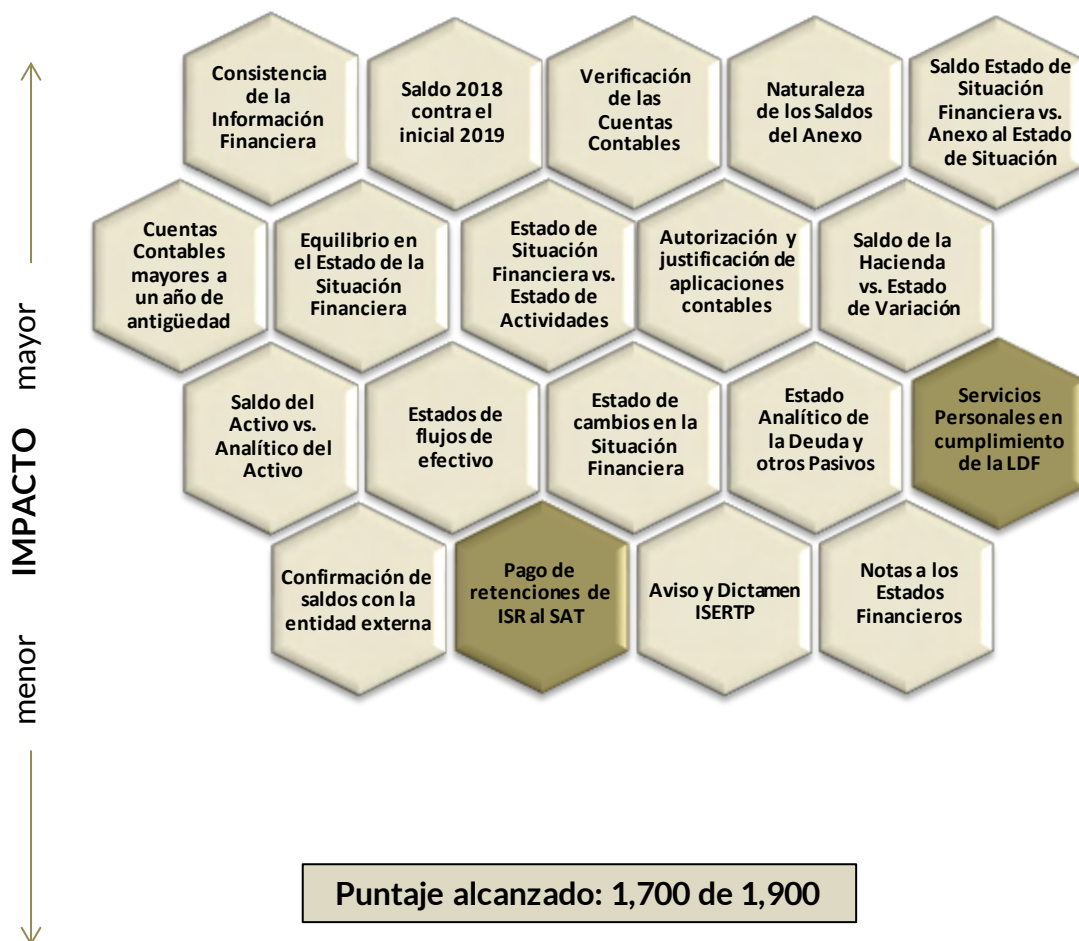 Consistencia
de la
Información
Financiera
Saldo 2018
contra el
inicial 2019
Verificación
de las
Cuentas
Contables
Naturaleza
de los Saldos
del Anexo
Saldo Estado de
Situación
Financiera vs.
Anexo al Estado
de Situación
Cuentas
Contables
mayores a
un año de
antigüedad
Equilibrio en
el Estado de la
Situación
Financiera
Estado de
Situación
Financiera vs.
Estado de
Actividades
Autorización y
justificación de
aplicaciones
contables
Saldo de la
Hacienda
vs. Estado
de Variación
Saldo del
Activo vs.
Analítico del
Activo
Estados de
flujos de
efectivo
Estado de
cambios en la
Situación
Financiera
Estado
Analítico de
la Deuda y
otros Pasivos
Servicios
Personales en
cumplimiento
de la LDF
Confirmación de
saldos con la
entidad externa
Pago de
retenciones de
ISR al SAT
Aviso y Dictamen
ISERTP
Notas a los
Estados
Financieros
menor IMPACTO mayor
Puntaje alcanzado: 1,700 de 1,900